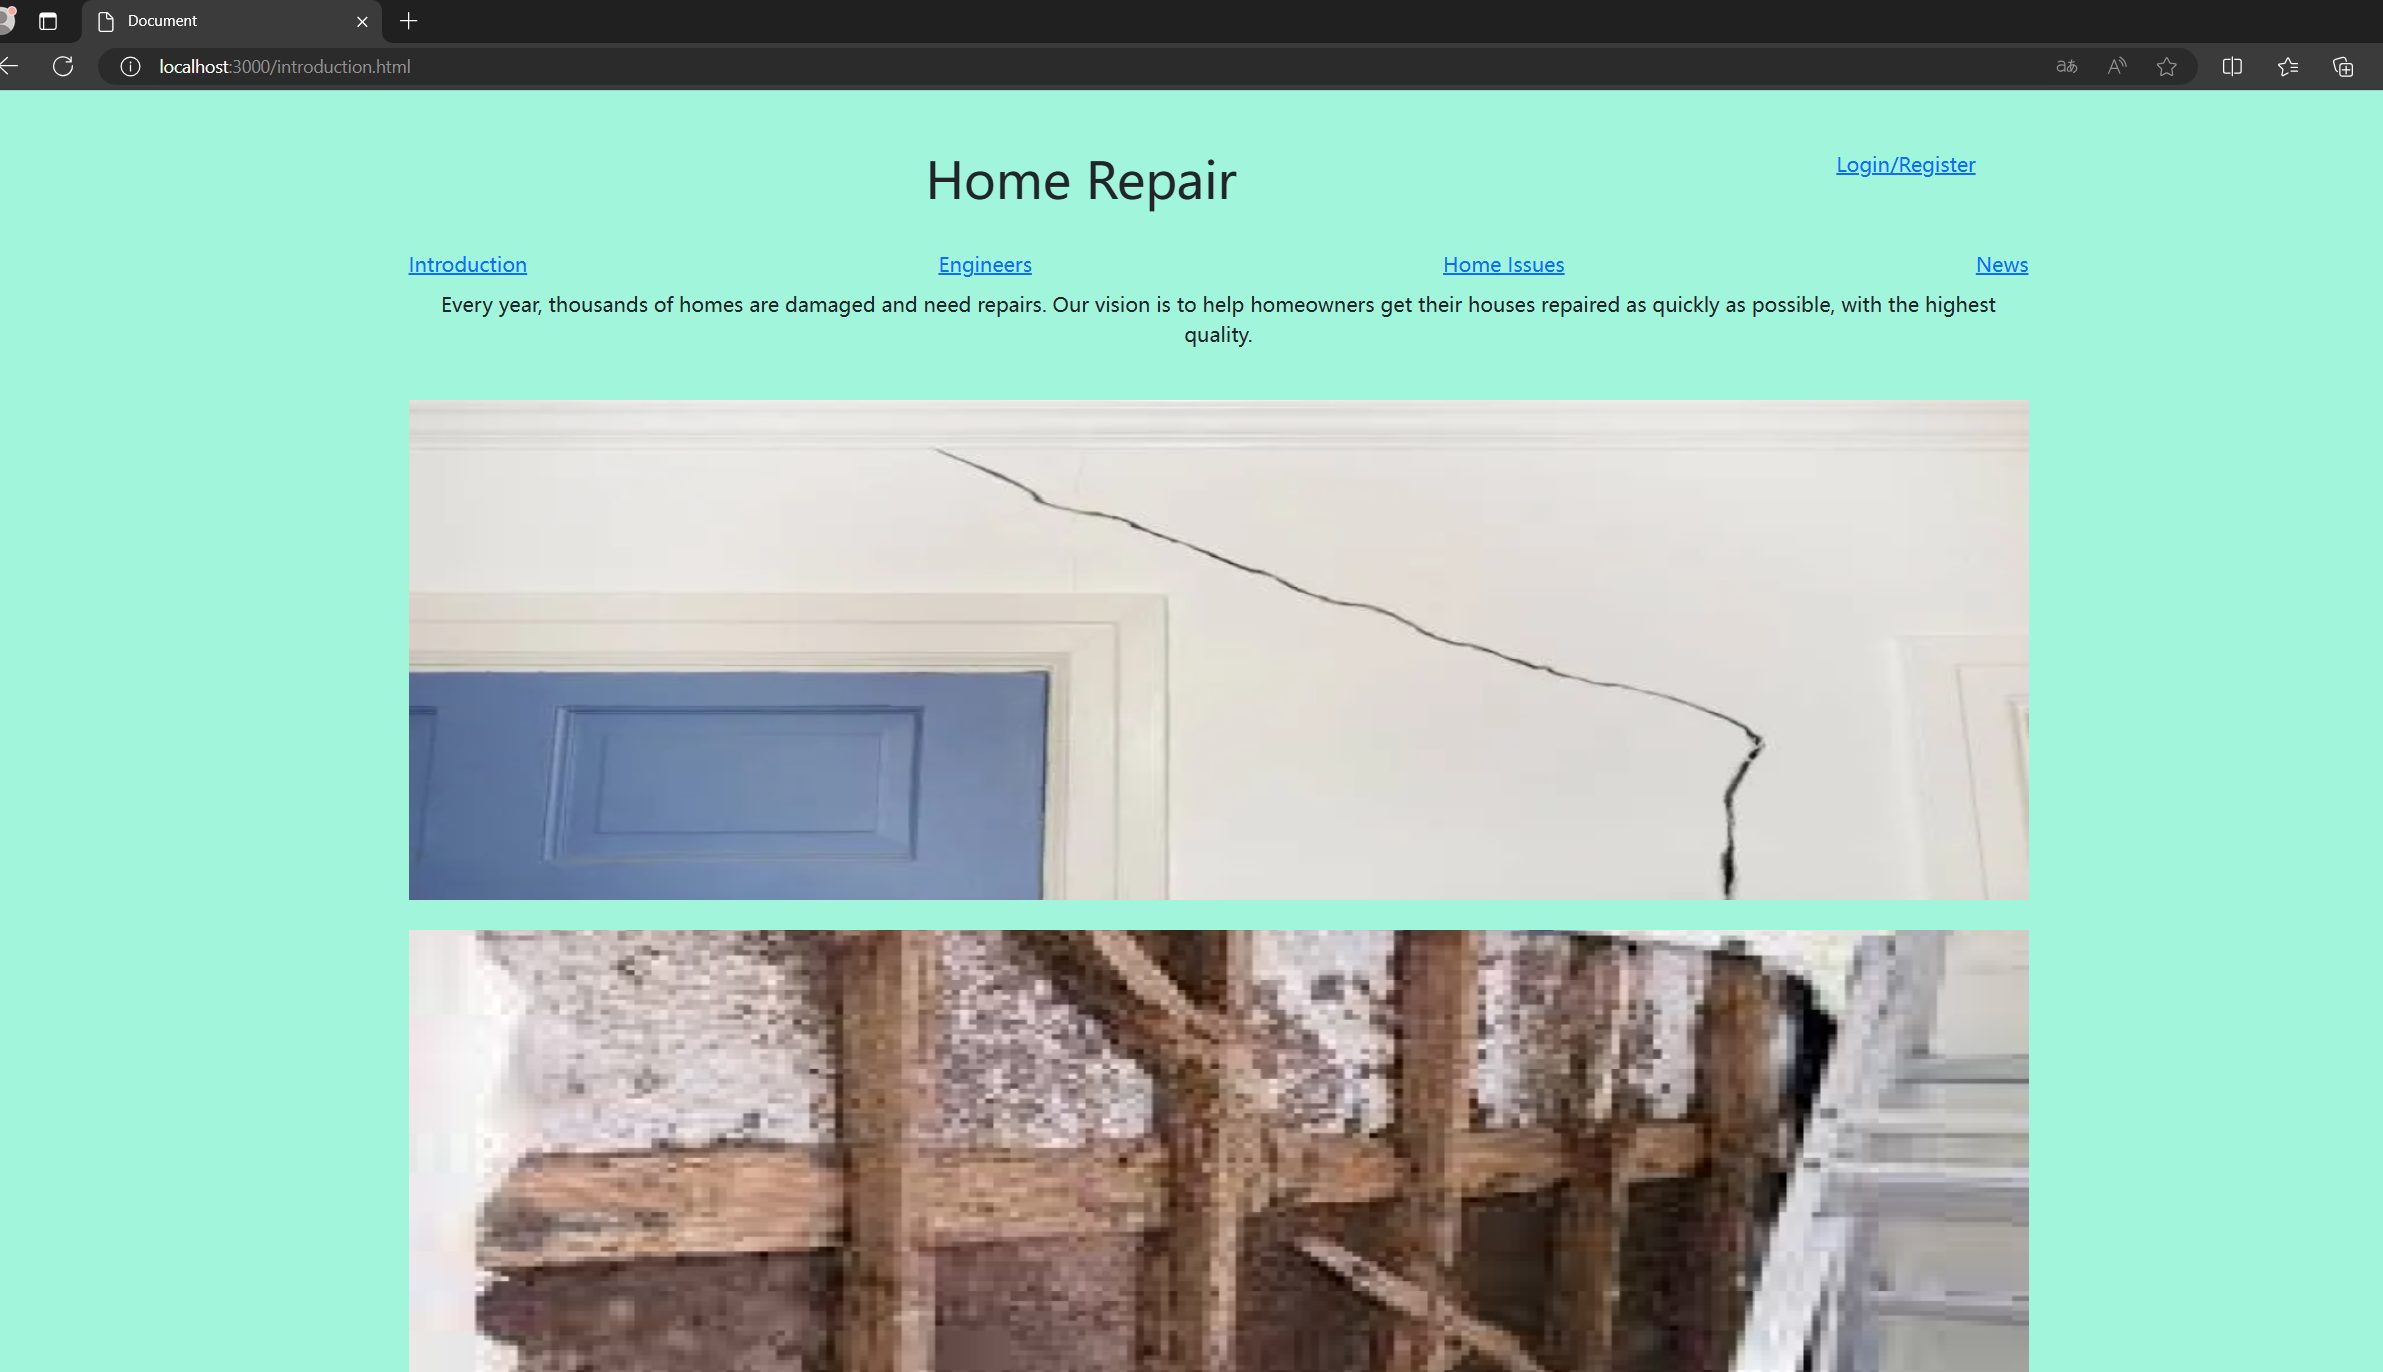 Document
localhost:3000/introduction.html
aあ
A
Home Repair
Login/Register
Introduction
Engineers
Home Issues
News
Every year, thousands of homes are damaged and need repairs. Our vision is to help homeowners get their houses repaired as quickly as possible, with the highest
quality.